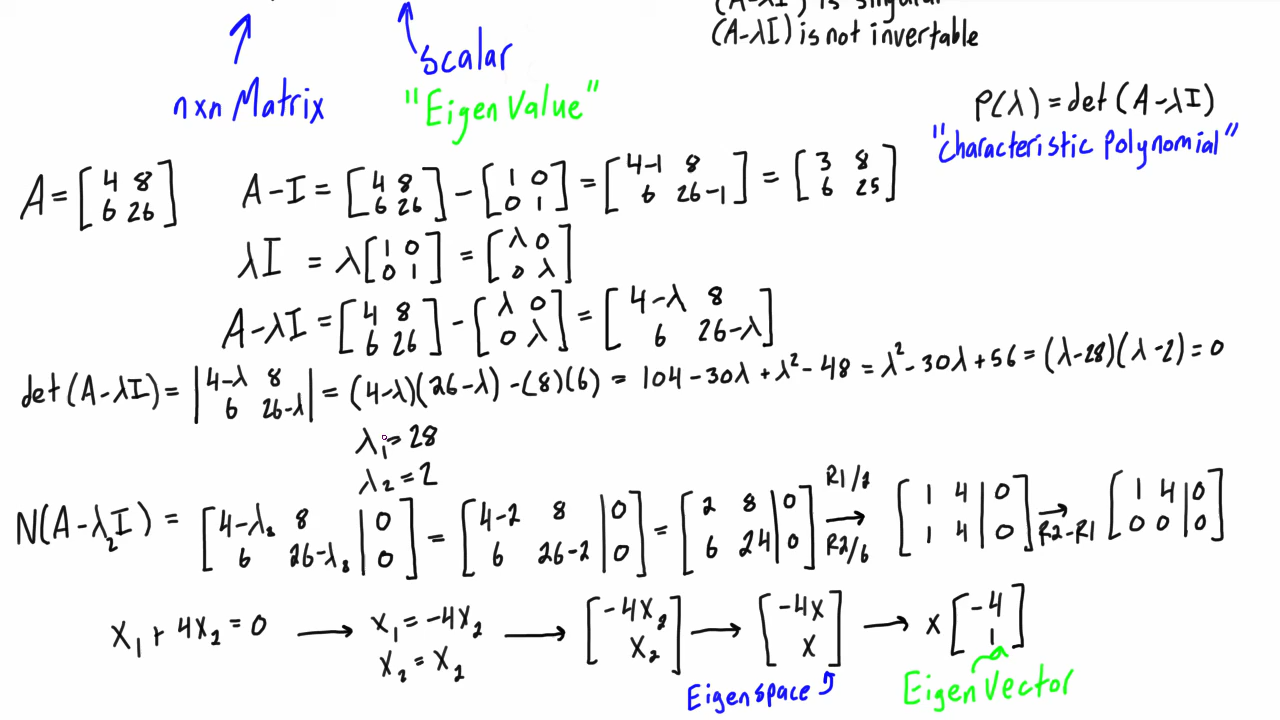 (A-λI) is singular
(A-λI) is not invertable
scalar
nxn Matrix
"Eigen Value"
P(λ) = det (A-λI)
"Characteristic Polynomial"
A = [4 8; 6 26]
A-I = [4 8; 6 26] - [1 0; 0 1] = [4-1 8; 6 26-1] = [3 8; 6 25]
λI = λ[1 0; 0 1] = [λ 0; 0 λ]
A-λI = [4 8; 6 26] - [λ 0; 0 λ] = [4-λ 8; 6 26-λ]
det (A-λI) = |4-λ 8; 6 26-λ| = (4-λ)(26-λ) - (8)(6) = 104 - 30λ + λ² - 48 = λ² - 30λ + 56 = (λ-28)(λ-2) = 0
λ₁ = 28
λ₂ = 2
N(A-λ₂I) = [4-λ₂ 8 | 0; 6 26-λ₂ | 0] = [4-2 8 | 0; 6 26-2 | 0] = [2 8 | 0; 6 24 | 0] R1/2 → R2/6 [1 4 | 0; 1 4 | 0] → R2-R1 [1 4 | 0; 0 0 | 0]
X₁ + 4X₂ = 0 → X₁ = -4X₂ → [-4X₂; X₂] → [-4X; X] → X [-4; 1]
X₂ = X₂
Eigenspace
EigenVector